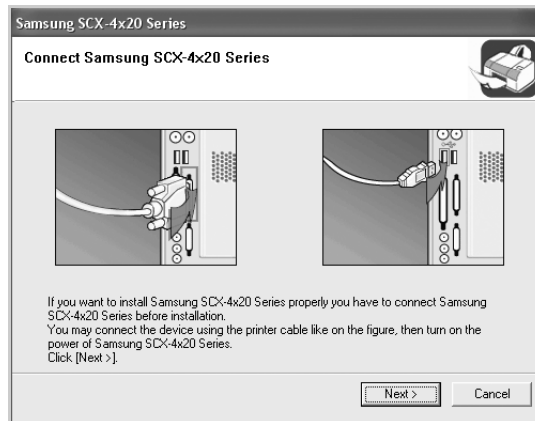 Samsung SCX-4x20 Series
Connect Samsung SCX-4x20 Series
If you want to install Samsung SCX-4x20 Series properly you have to connect Samsung
SCX-4x20 Series before installation.
You may connect the device using the printer cable like on the figure, then turn on the
power of Samsung SCX-4x20 Series.
Click [Next >].
Next >
Cancel